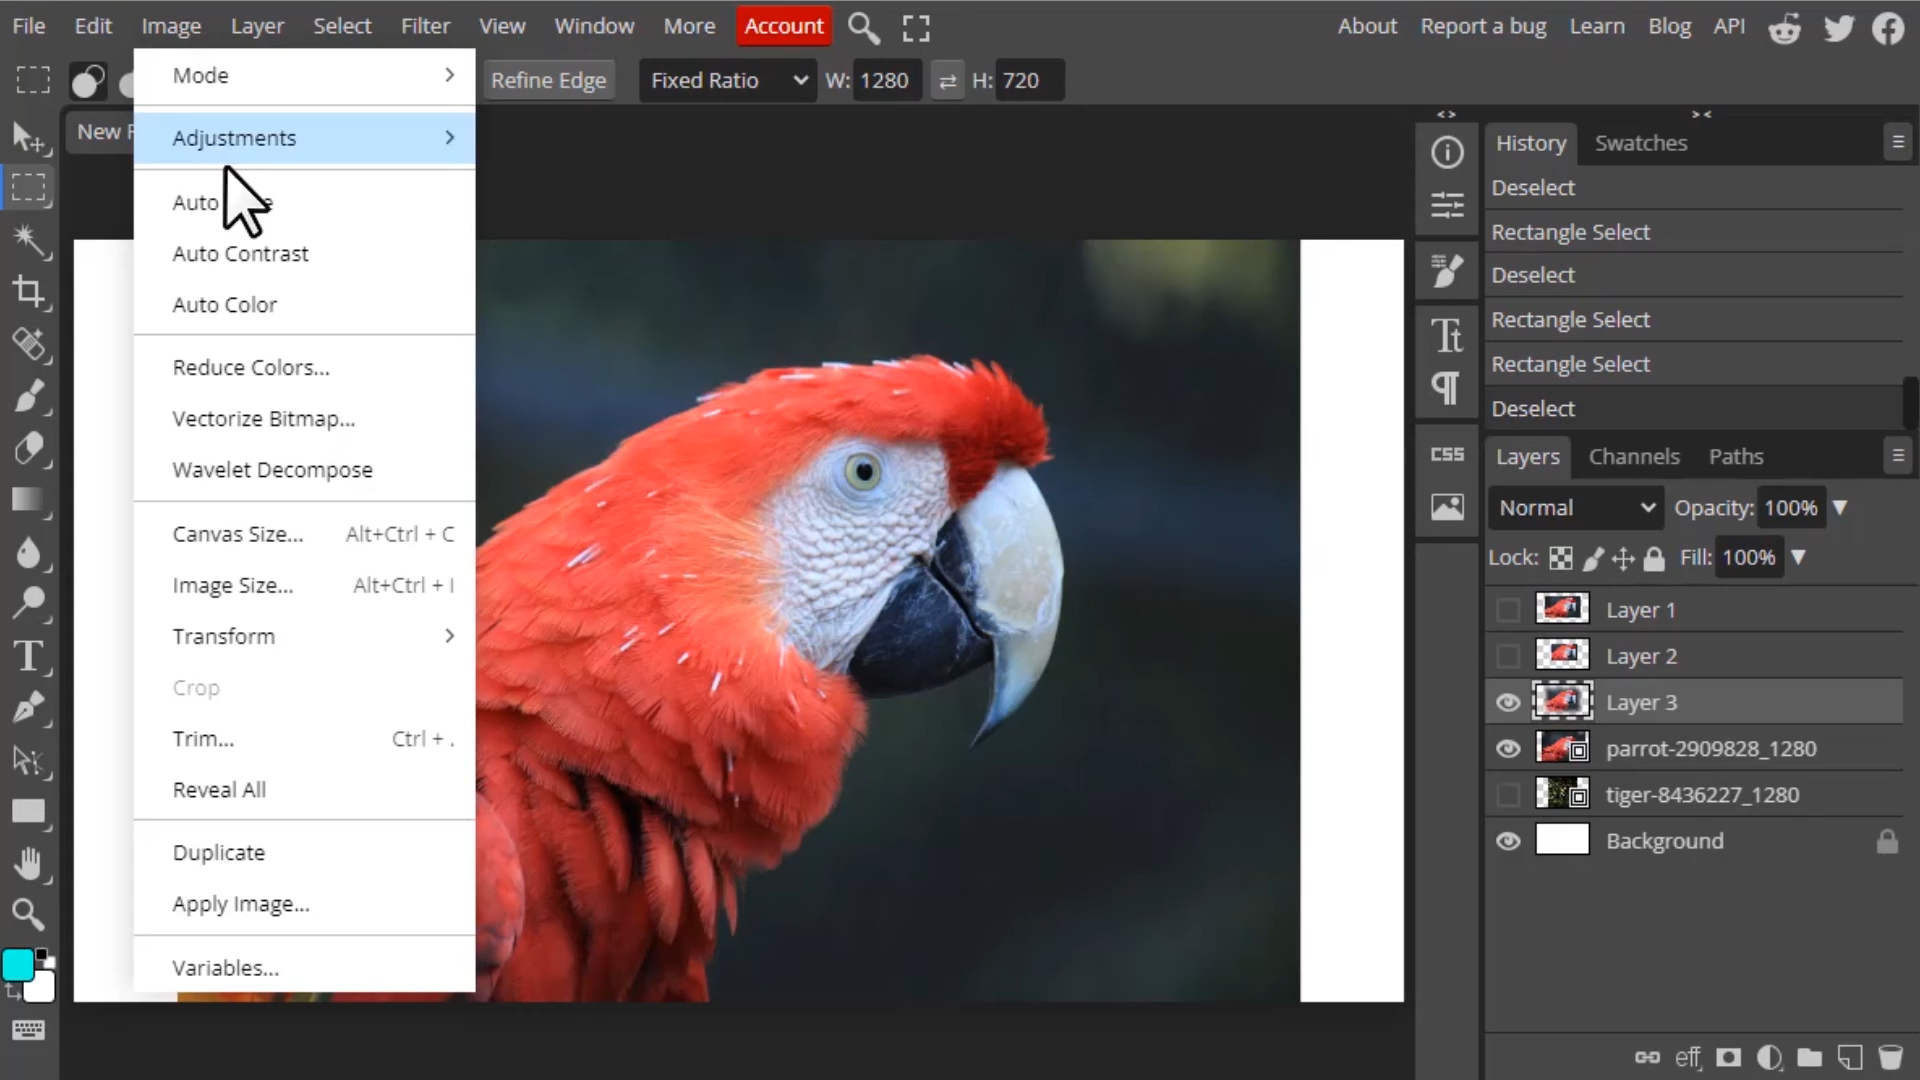 File Edit Image Layer Select Filter View Window More Account About Report a bug Learn Blog API
Refine Edge Fixed Ratio W: 1280 H: 720
New
Mode
Adjustments
Auto
Auto Contrast
Auto Color
Reduce Colors...
Vectorize Bitmap...
Wavelet Decompose
Canvas Size... Alt+Ctrl + C
Image Size... Alt+Ctrl + I
Transform
Crop
Trim... Ctrl + .
Reveal All
Duplicate
Apply Image...
Variables...
T
Tt
CSS
History Swatches
Deselect
Rectangle Select
Deselect
Rectangle Select
Rectangle Select
Deselect
Layers Channels Paths
Normal Opacity: 100%
Lock: Fill: 100%
Layer 1
Layer 2
Layer 3
parrot-2909828_1280
tiger-8436227_1280
Background
eff